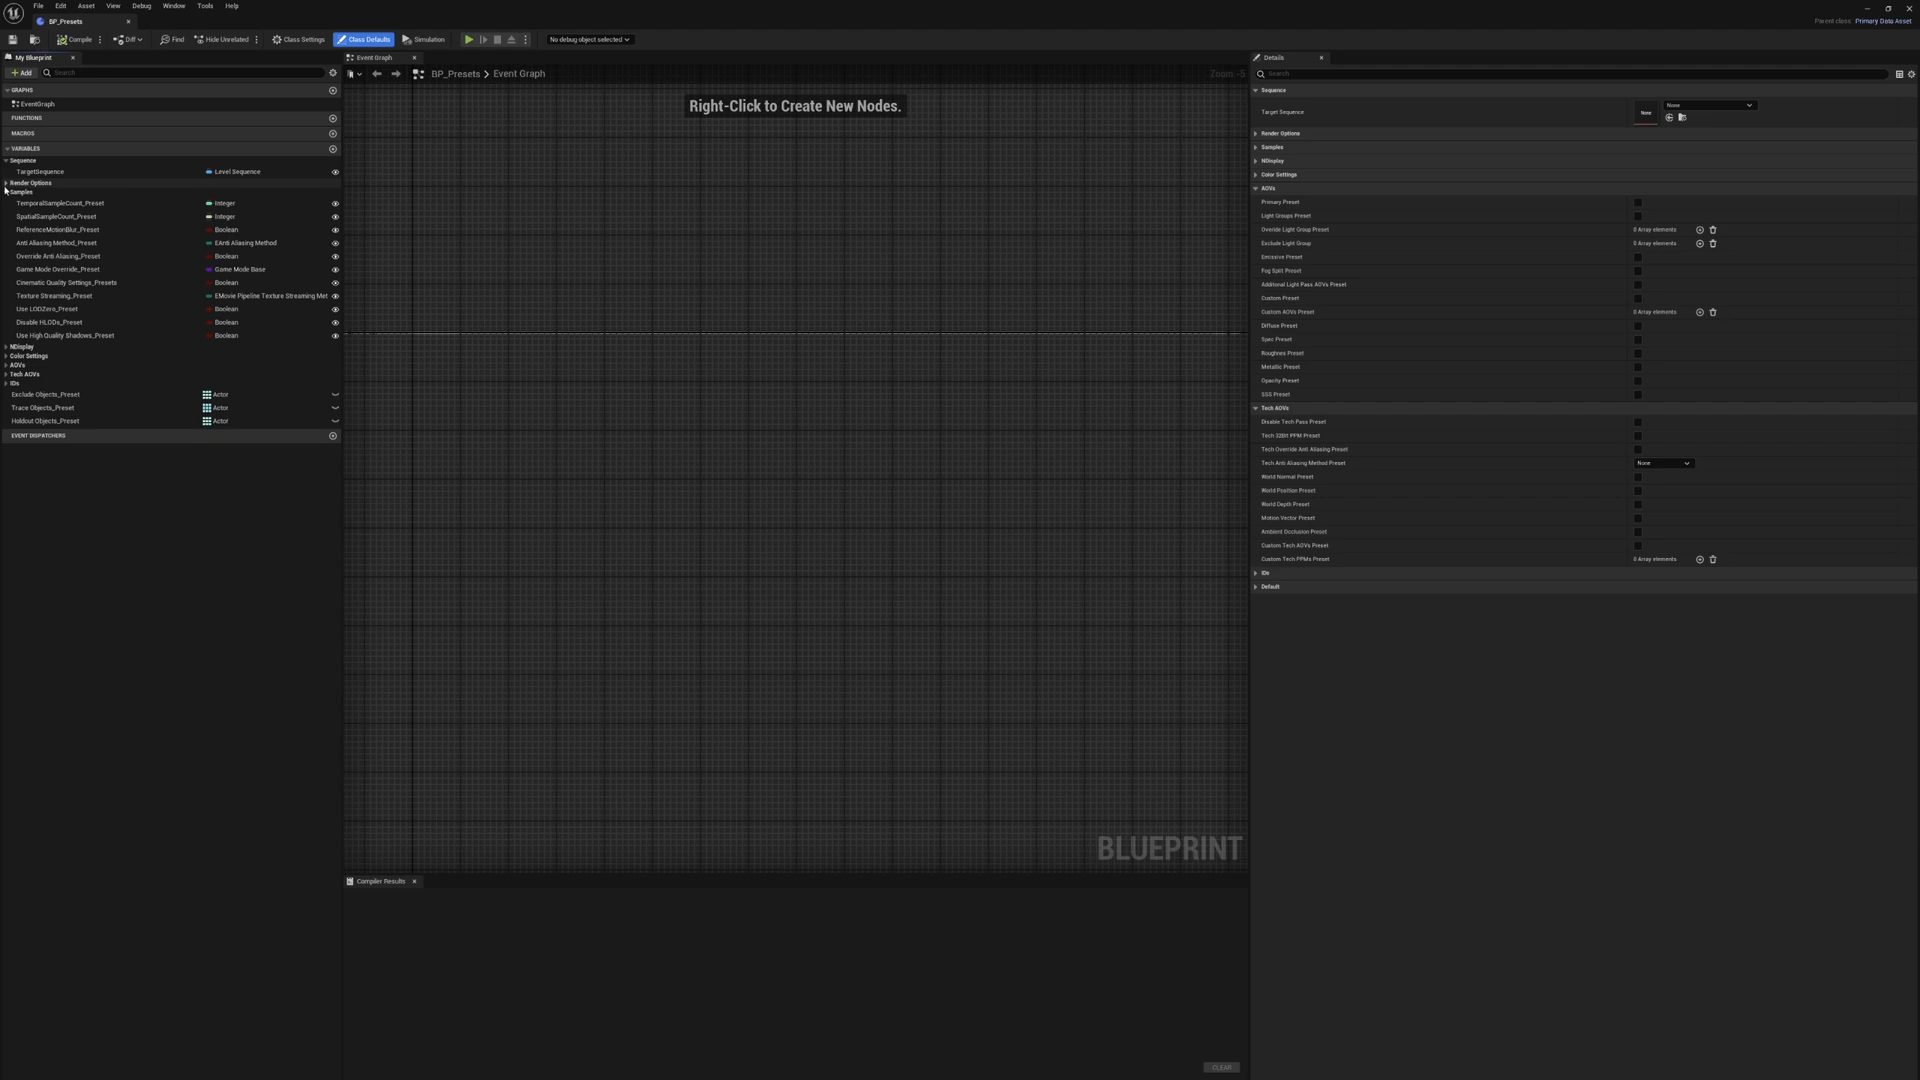 File Edit Asset View Debug Window Tools Help
BP_Presets
Parent class: Primary Data Asset
Compile Diff Find Hide Unrelated Class Settings Class Defaults Simulation No debug object selected
My Blueprint
Add Search
GRAPHS
EventGraph
FUNCTIONS
MACROS
VARIABLES
Sequence
TargetSequence Level Sequence
Render Options
Samples
TemporalSampleCount_Preset Integer
SpatialSampleCount_Preset Integer
ReferenceMotionBlur_Preset Boolean
Anti Aliasing Method_Preset EAnti Aliasing Method
Override Anti Aliasing_Preset Boolean
Game Mode Override_Preset Game Mode Base
Cinematic Quality Settings_Presets Boolean
Texture Streaming_Preset EMovie Pipeline Texture Streaming Met
Use LODZero_Preset Boolean
Disable HLODs_Preset Boolean
Use High Quality Shadows_Preset Boolean
NDisplay
Color Settings
AOVs
Tech AOVs
IDs
Exclude Objects_Preset Actor
Trace Objects_Preset Actor
Holdout Objects_Preset Actor
EVENT DISPATCHERS
Event Graph
BP_Presets > Event Graph
Zoom -5
Right-Click to Create New Nodes.
BLUEPRINT
Compiler Results
CLEAR
Details
Search
Sequence
Target Sequence None None
Render Options
Samples
NDisplay
Color Settings
AOVs
Primary Preset
Light Groups Preset
Overide Light Group Preset 0 Array elements
Exclude Light Group 0 Array elements
Emissive Preset
Fog Split Preset
Additonal Light Pass AOVs Preset
Custom Preset
Custom AOVs Preset 0 Array elements
Diffuse Preset
Spec Preset
Roughnes Preset
Metallic Preset
Opacity Preset
SSS Preset
Tech AOVs
Disable Tech Pass Preset
Tech 32Bit PPM Preset
Tech Override Anti Aliasing Preset
Tech Anti Aliasing Method Preset None
World Normal Preset
World Position Preset
World Depth Preset
Motion Vector Preset
Ambient Occlusion Preset
Custom Tech AOVs Preset
Custom Tech PPMs Preset 0 Array elements
IDs
Default